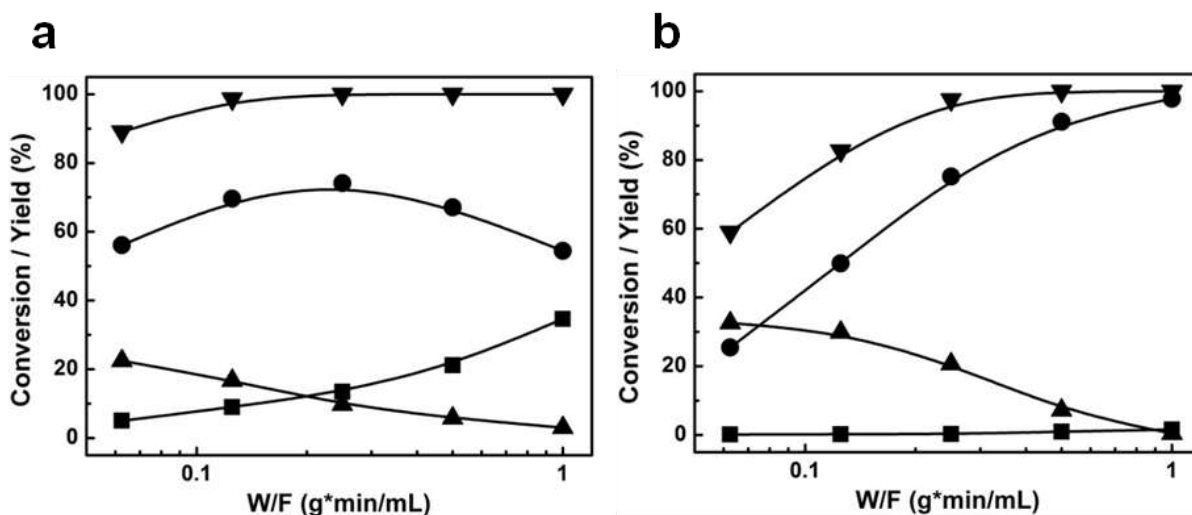 a
b
Conversion / Yield (%)
100
80
60
40
20
0
0.1
1
W/F (g*min/mL)
Conversion / Yield (%)
100
80
60
40
20
0
0.1
1
W/F (g*min/mL)